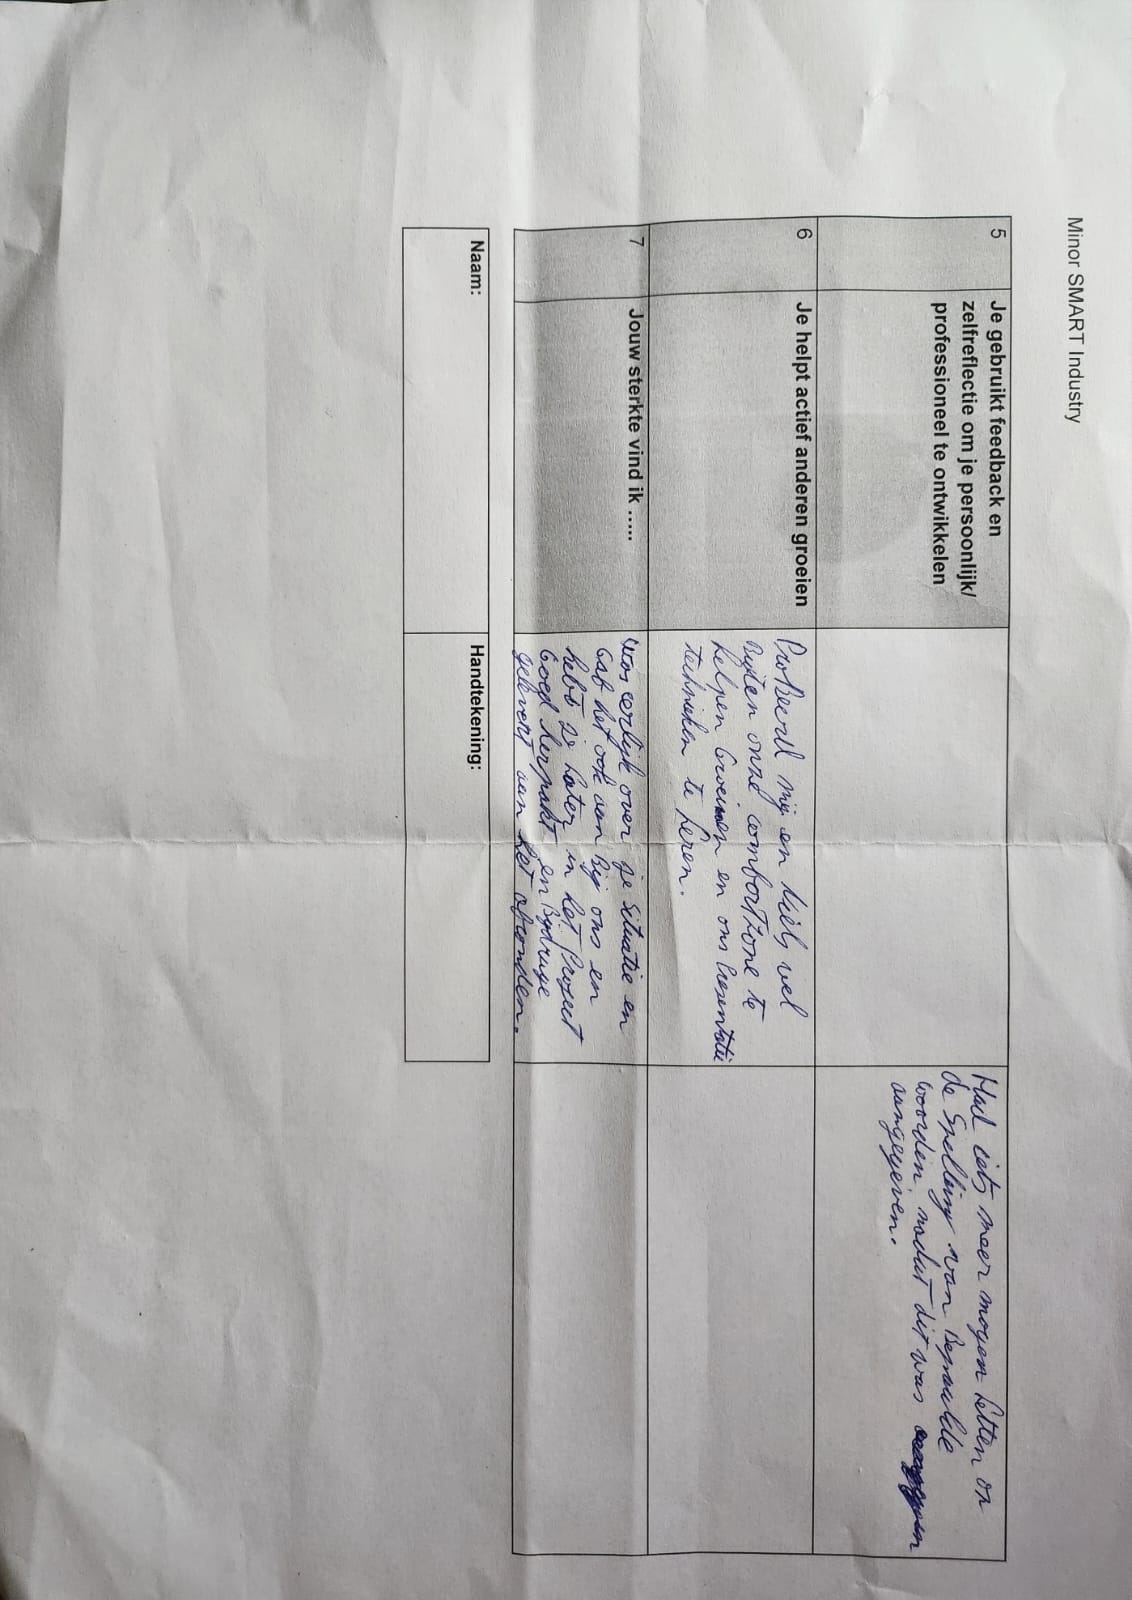 Minor SMART Industry
5
Je gebruikt feedback en
zelfreflectie om je persoonlijk/
professioneel te ontwikkelen
Had iets meer mogen Letten op
de Spelling van Bepaalde
woorden, nadat dit was
aangegeven.
6
Je helpt actief anderen groeien
ProBeerd mij en Niels wel
Buiten onze comfortzone te
helpen Groeien en ons Presentatie
technieken te Leren.
7
Jouw sterkte vind ik …..
was eerlijk over je Situatie en
Gaf het ook aan Bij ons en
hebt je Later in het Project
Goed herpakt en Bijdrage
gelevert aan het afronden.
Naam:
Handtekening: